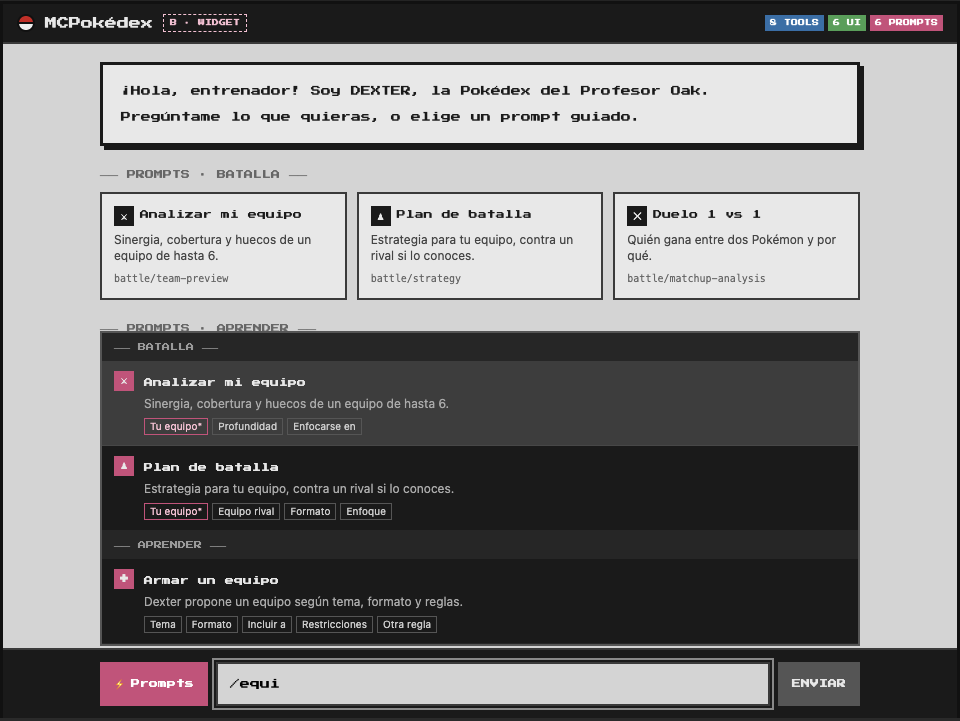 MCPokédex
B · WIDGET
8 TOOLS
6 UI
6 PROMPTS
¡Hola, entrenador! Soy DEXTER, la Pokédex del Profesor Oak.
Pregúntame lo que quieras, o elige un prompt guiado.
PROMPTS · BATALLA
Analizar mi equipo
Sinergia, cobertura y huecos de un
equipo de hasta 6.
battle/team-preview
Plan de batalla
Estrategia para tu equipo, contra un
rival si lo conoces.
battle/strategy
Duelo 1 vs 1
Quién gana entre dos Pokémon y por
qué.
battle/matchup-analysis
PROMPTS · APRENDER
BATALLA
Analizar mi equipo
Sinergia, cobertura y huecos de un equipo de hasta 6.
Tu equipo* Profundidad Enfocarse en
Plan de batalla
Estrategia para tu equipo, contra un rival si lo conoces.
Tu equipo* Equipo rival Formato Enfoque
APRENDER
Armar un equipo
Dexter propone un equipo según tema, formato y reglas.
Tema Formato Incluir a Restricciones Otra regla
⚡ Prompts
/equi
ENVIAR